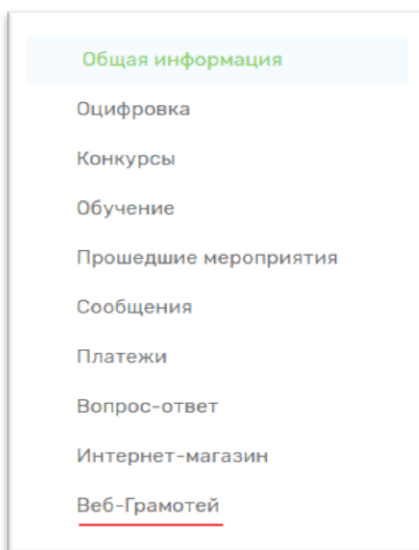 Общая информация
Оцифровка
Конкурсы
Обучение
Прошедшие мероприятия
Сообщения
Платежи
Вопрос-ответ
Интернет-магазин
Веб-Грамотей